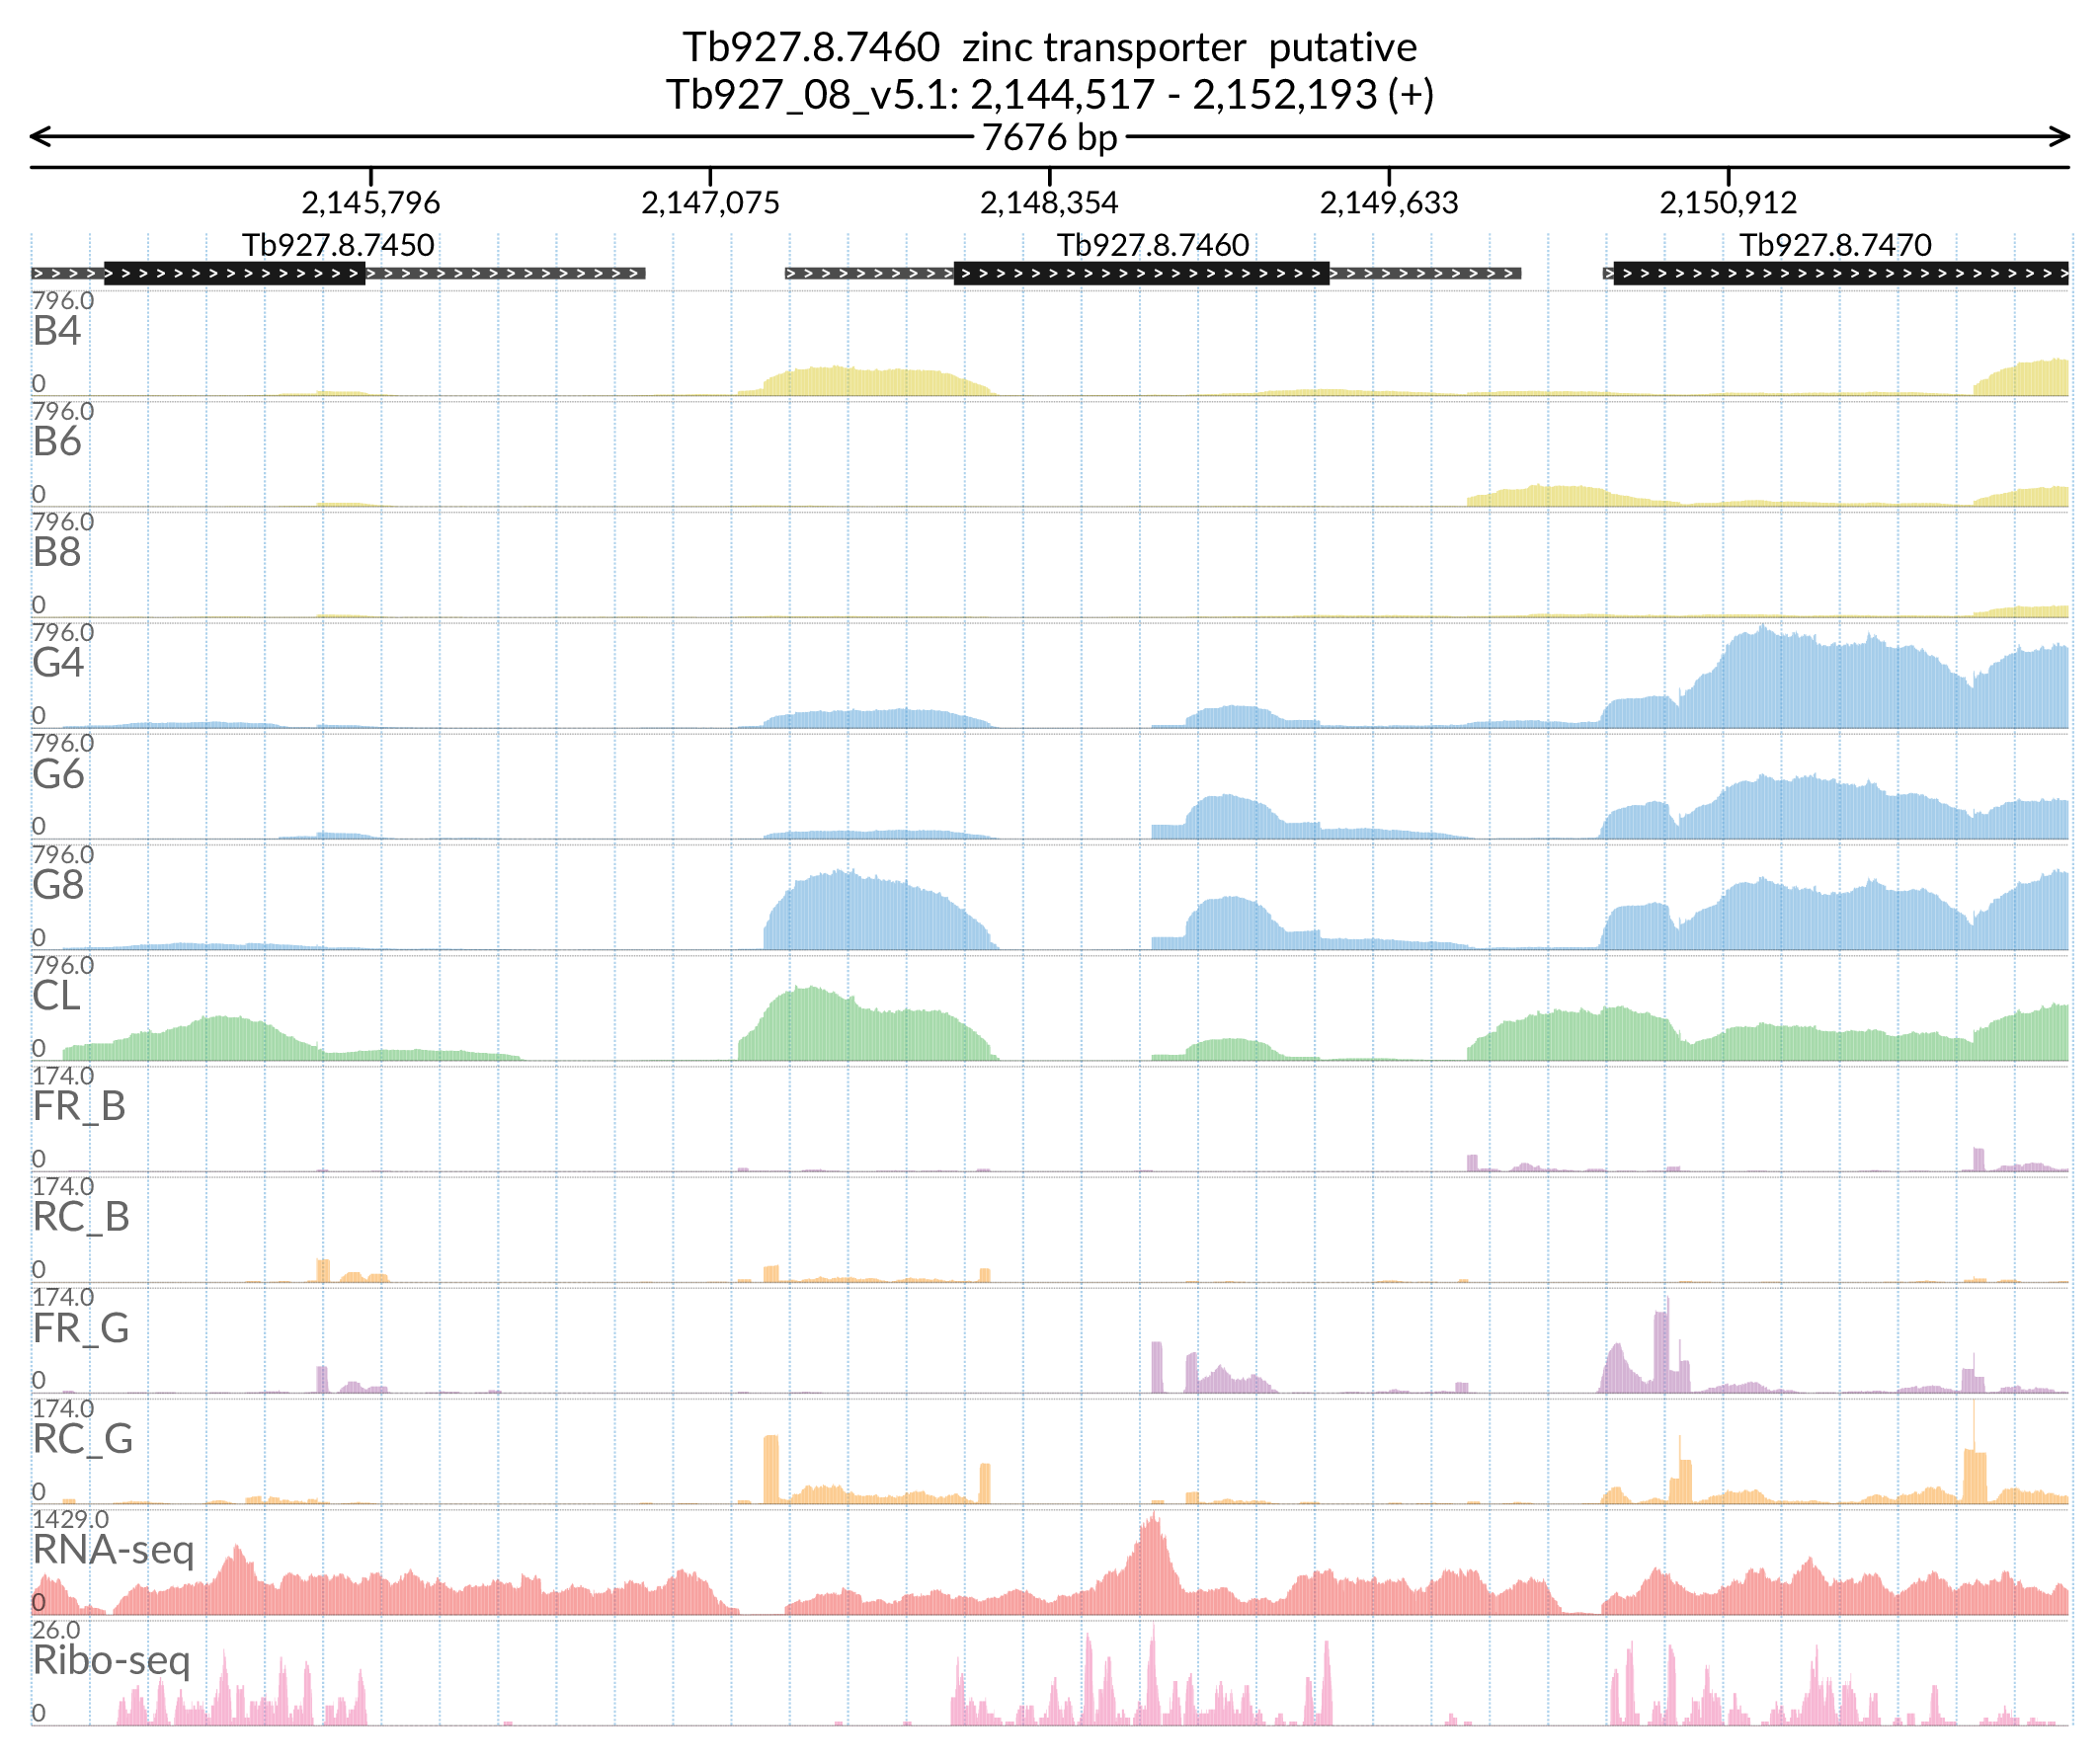 Tb927.8.7460  zinc transporter  putative
Tb927_08_v5.1: 2,144,517 - 2,152,193 (+)
7676 bp
2,145,796 2,147,075 2,148,354 2,149,633 2,150,912
Tb927.8.7450 Tb927.8.7460 Tb927.8.7470
796.0
B4
0
796.0
B6
0
796.0
B8
0
796.0
G4
0
796.0
G6
0
796.0
G8
0
796.0
CL
0
174.0
FR_B
0
174.0
RC_B
0
174.0
FR_G
0
174.0
RC_G
0
1429.0
RNA-seq
0
26.0
Ribo-seq
0